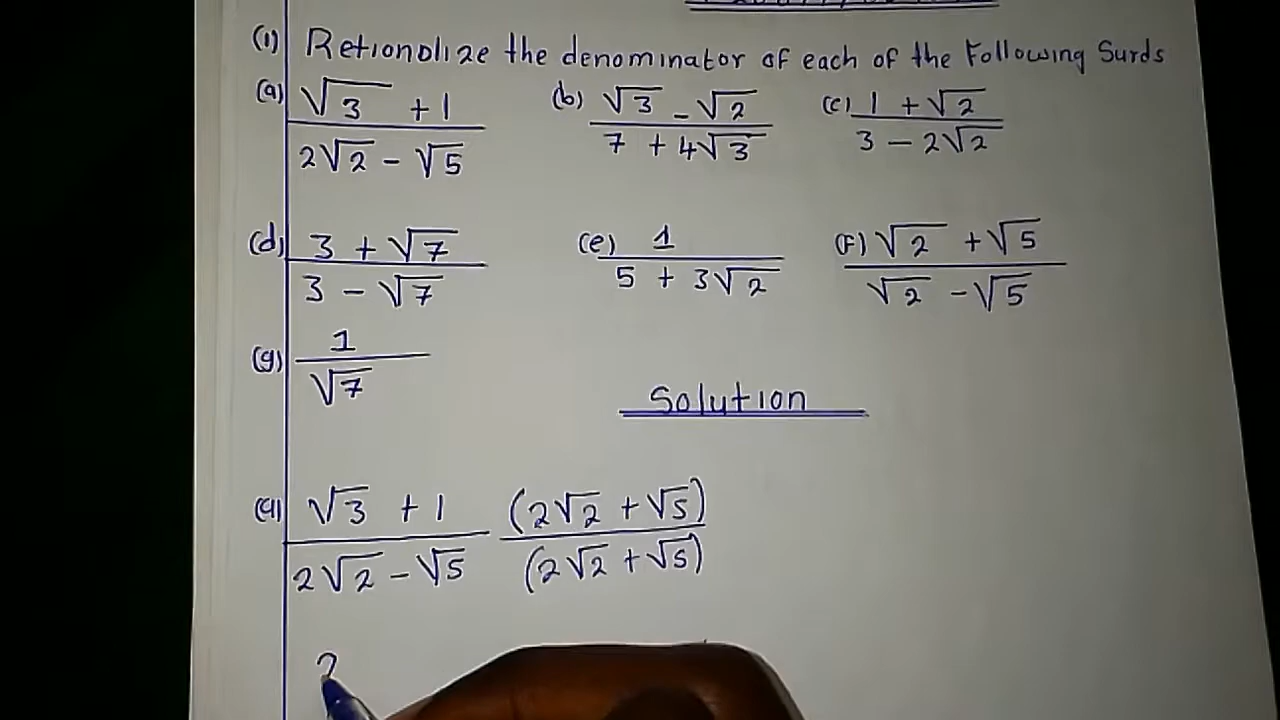 (1) Retionolize the denominator of each of the Following Surds
(a) √3 + 1 / 2√2 - √5 (b) √3 - √2 / 7 + 4√3 (c) 1 + √2 / 3 - 2√2
(d) 3 + √7 / 3 - √7 (e) 1 / 5 + 3√2 (F) √2 + √5 / √2 - √5
(g) 1 / √7
Solution
(a) √3 + 1 / 2√2 - √5 (2√2 + √5) / (2√2 + √5)
2